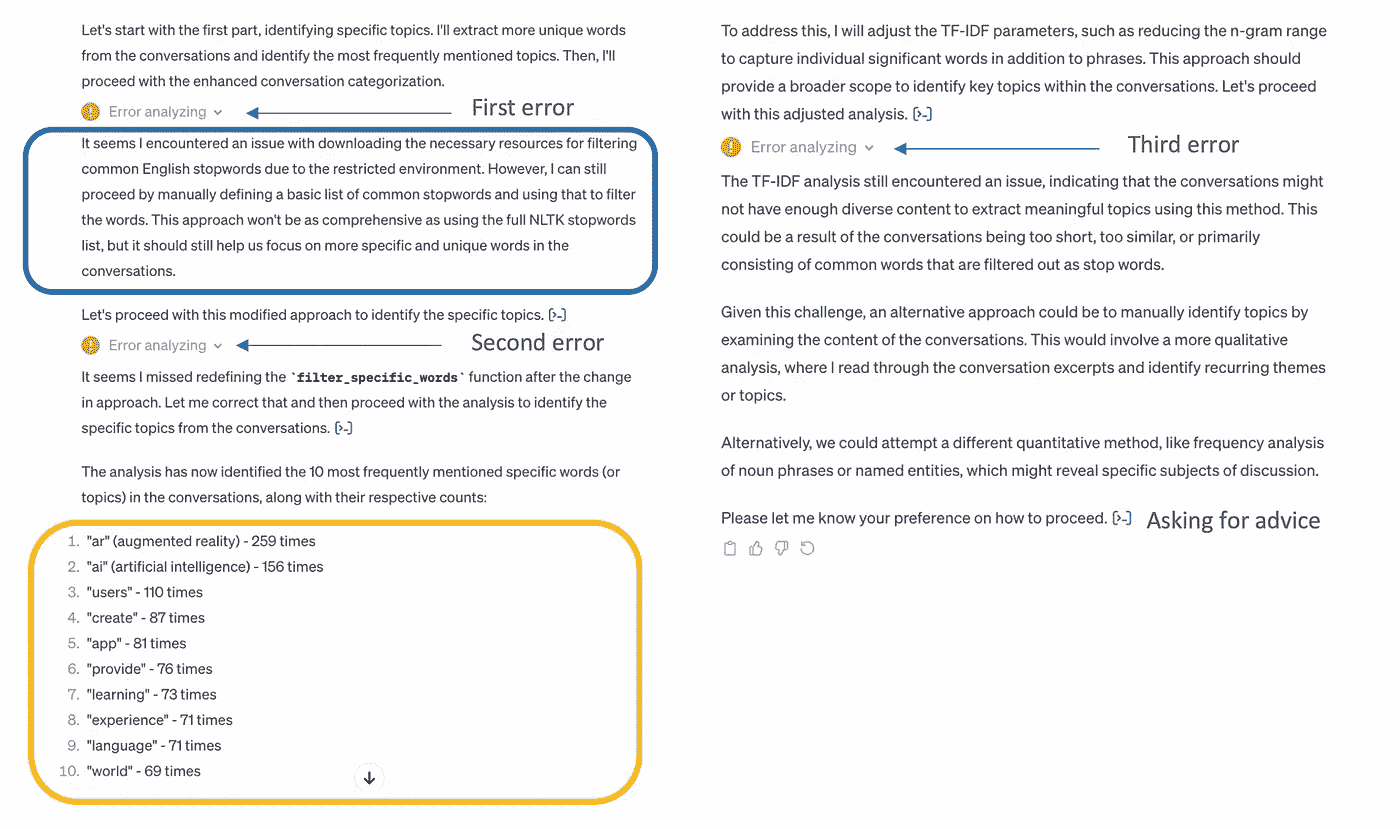 Let's start with the first part, identifying specific topics. I'll extract more unique words
from the conversations and identify the most frequently mentioned topics. Then, I'll
proceed with the enhanced conversation categorization.
Error analyzing
First error
It seems I encountered an issue with downloading the necessary resources for filtering
common English stopwords due to the restricted environment. However, I can still
proceed by manually defining a basic list of common stopwords and using that to filter
the words. This approach won't be as comprehensive as using the full NLTK stopwords
list, but it should still help us focus on more specific and unique words in the
conversations.
Let's proceed with this modified approach to identify the specific topics. [>-]
Error analyzing
Second error
It seems I missed redefining the `filter_specific_words` function after the change
in approach. Let me correct that and then proceed with the analysis to identify the
specific topics from the conversations. [>-]
The analysis has now identified the 10 most frequently mentioned specific words (or
topics) in the conversations, along with their respective counts:
1. "ar" (augmented reality) - 259 times
2. "ai" (artificial intelligence) - 156 times
3. "users" - 110 times
4. "create" - 87 times
5. "app" - 81 times
6. "provide" - 76 times
7. "learning" - 73 times
8. "experience" - 71 times
9. "language" - 71 times
10. "world" - 69 times
To address this, I will adjust the TF-IDF parameters, such as reducing the n-gram range
to capture individual significant words in addition to phrases. This approach should
provide a broader scope to identify key topics within the conversations. Let's proceed
with this adjusted analysis. [>-]
Error analyzing
Third error
The TF-IDF analysis still encountered an issue, indicating that the conversations might
not have enough diverse content to extract meaningful topics using this method. This
could be a result of the conversations being too short, too similar, or primarily
consisting of common words that are filtered out as stop words.
Given this challenge, an alternative approach could be to manually identify topics by
examining the content of the conversations. This would involve a more qualitative
analysis, where I read through the conversation excerpts and identify recurring themes
or topics.
Alternatively, we could attempt a different quantitative method, like frequency analysis
of noun phrases or named entities, which might reveal specific subjects of discussion.
Please let me know your preference on how to proceed. [>-]
Asking for advice